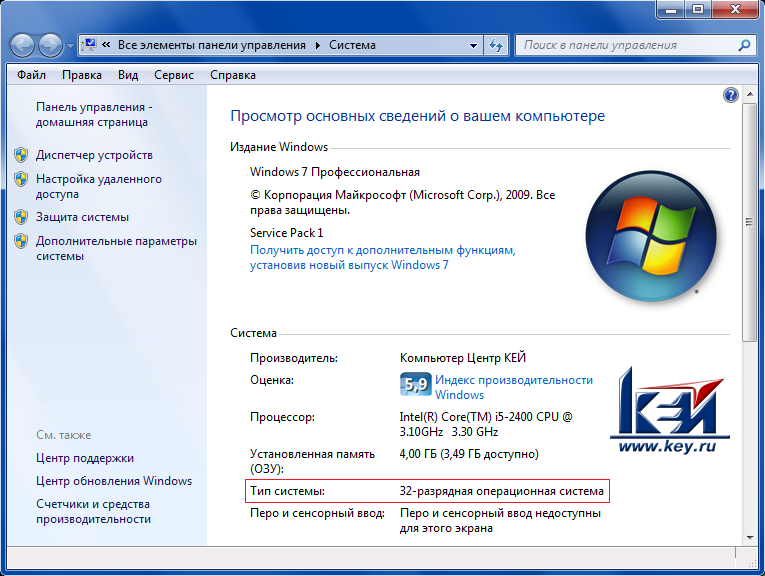 « Все элементы панели управления
Система
Поиск в панели управления
Файл Правка Вид Сервис Справка
Панель управления -
домашняя страница
Диспетчер устройств
Настройка удаленного
доступа
Защита системы
Дополнительные параметры
системы
См. также
Центр поддержки
Центр обновления Windows
Счетчики и средства
производительности
Просмотр основных сведений о вашем компьютере
Издание Windows
Windows 7 Профессиональная
© Корпорация Майкрософт (Microsoft Corp.), 2009. Все
права защищены.
Service Pack 1
Получить доступ к дополнительным функциям,
установив новый выпуск Windows 7
Система
Производитель: Компьютер Центр КЕЙ
Оценка: 5,9 Индекс производительности
Windows
Процессор: Intel(R) Core(TM) i5-2400 CPU @
3.10GHz 3.30 GHz
Установленная память 4,00 ГБ (3,49 ГБ доступно)
(ОЗУ):
Тип системы: 32-разрядная операционная система
Перо и сенсорный ввод: Перо и сенсорный ввод недоступны
для этого экрана
КЕЙ
www.key.ru